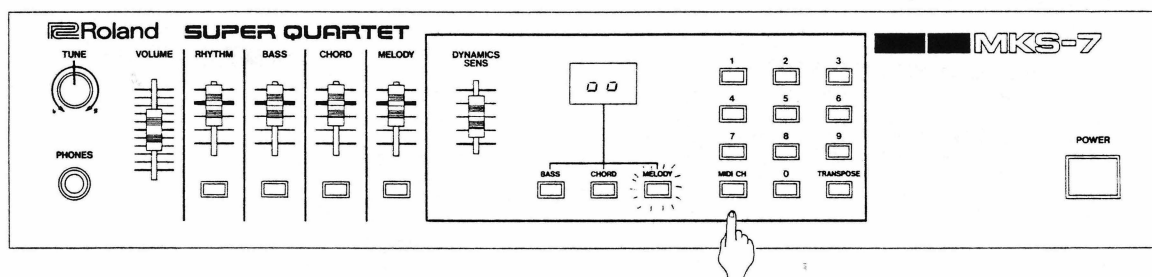 Roland SUPER QUARTET
MKS-7
TUNE VOLUME RHYTHM BASS CHORD MELODY DYNAMICS SENS
1 2 3
4 5 6
7 8 9
PHONES
POWER
BASS CHORD MELODY MIDI CH 0 TRANSPOSE